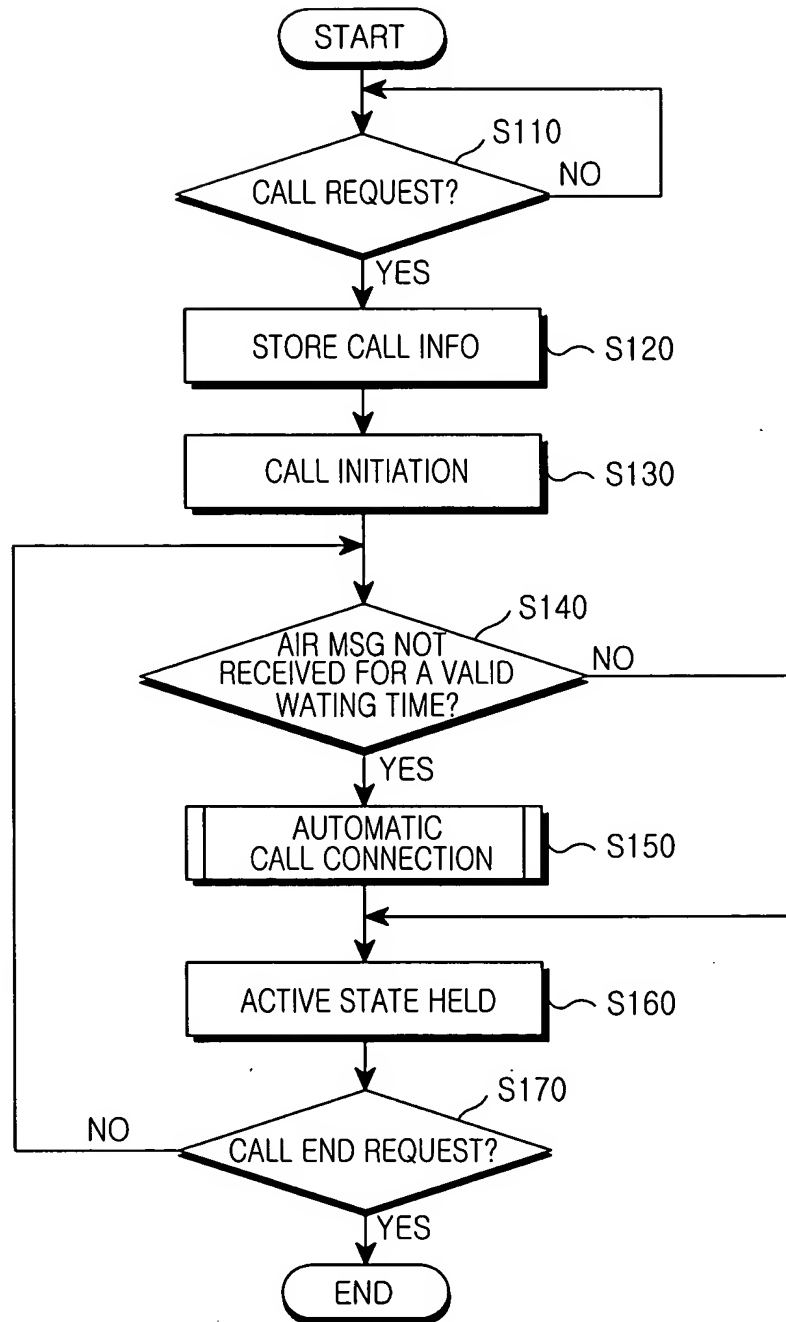 START
S110
CALL REQUEST?
NO
YES
STORE CALL INFO
S120
CALL INITIATION
S130
S140
AIR MSG NOT
RECEIVED FOR A VALID
WATING TIME?
NO
YES
AUTOMATIC
CALL CONNECTION
S150
ACTIVE STATE HELD
S160
S170
NO
CALL END REQUEST?
YES
END